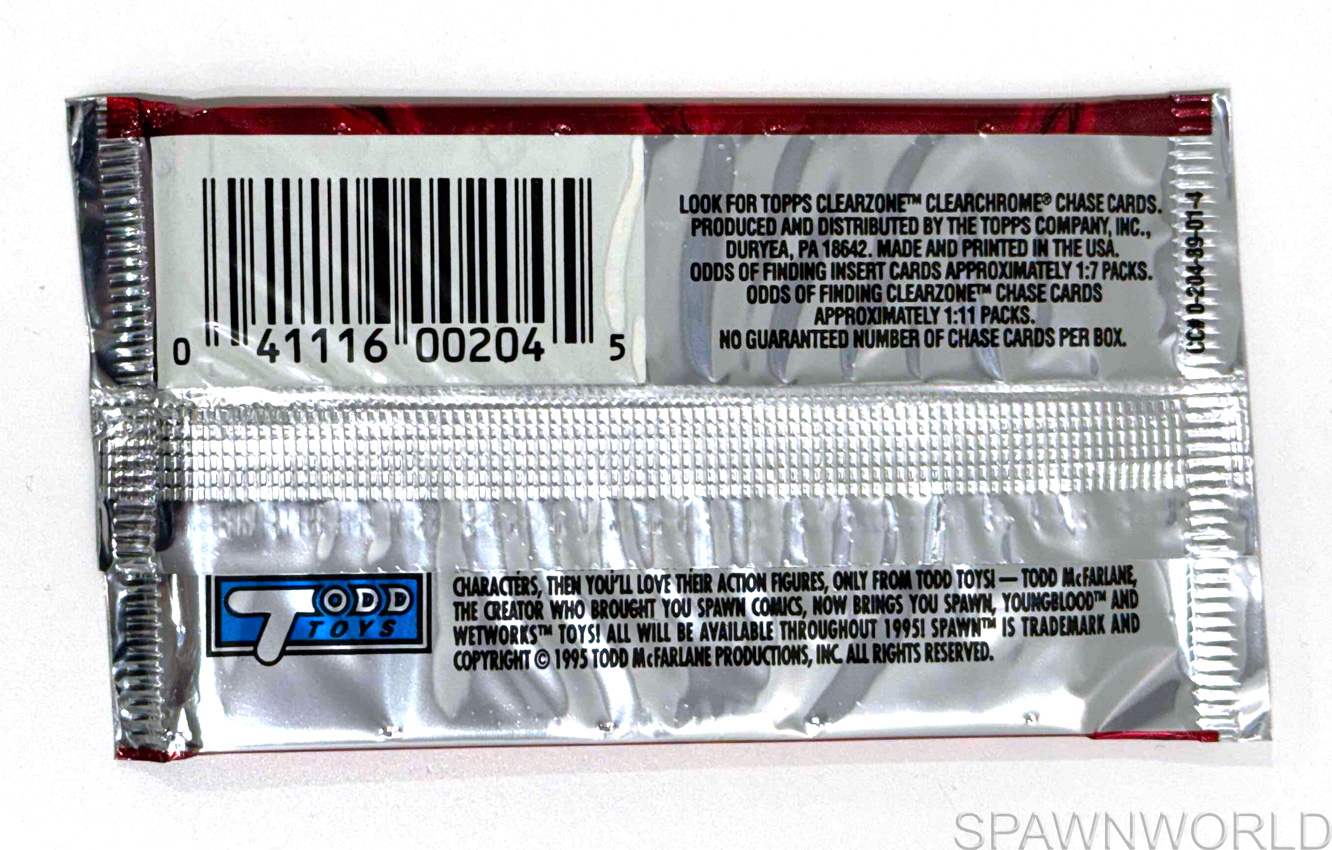 0 41116 00204 5
LOOK FOR TOPPS CLEARZONE™ CLEARCHROME® CHASE CARDS.
PRODUCED AND DISTRIBUTED BY THE TOPPS COMPANY, INC.,
DURYEA, PA 18642. MADE AND PRINTED IN THE USA.
ODDS OF FINDING INSERT CARDS APPROXIMATELY 1:7 PACKS.
ODDS OF FINDING CLEARZONE™ CHASE CARDS
APPROXIMATELY 1:11 PACKS.
NO GUARANTEED NUMBER OF CHASE CARDS PER BOX.
CC# 0-204-89-01-4
TODD
TOYS
CHARACTERS, THEN YOU'LL LOVE THEIR ACTION FIGURES, ONLY FROM TODD TOYS! — TODD McFARLANE,
THE CREATOR WHO BROUGHT YOU SPAWN COMICS, NOW BRINGS YOU SPAWN, YOUNGBLOOD™ AND
WETWORKS™ TOYS! ALL WILL BE AVAILABLE THROUGHOUT 1995! SPAWN™ IS TRADEMARK AND
COPYRIGHT © 1995 TODD McFARLANE PRODUCTIONS, INC. ALL RIGHTS RESERVED.
SPAWNWORLD